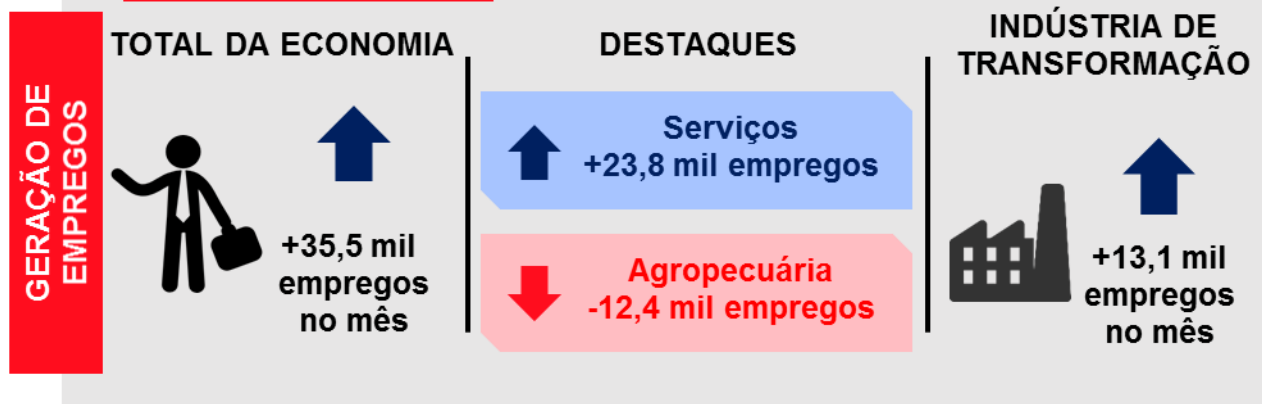 GERAÇÃO DE
EMPREGOS
TOTAL DA ECONOMIA
+35,5 mil
empregos
no mês
DESTAQUES
Serviços
+23,8 mil empregos
Agropecuária
-12,4 mil empregos
INDÚSTRIA DE
TRANSFORMAÇÃO
+13,1 mil
empregos
no mês